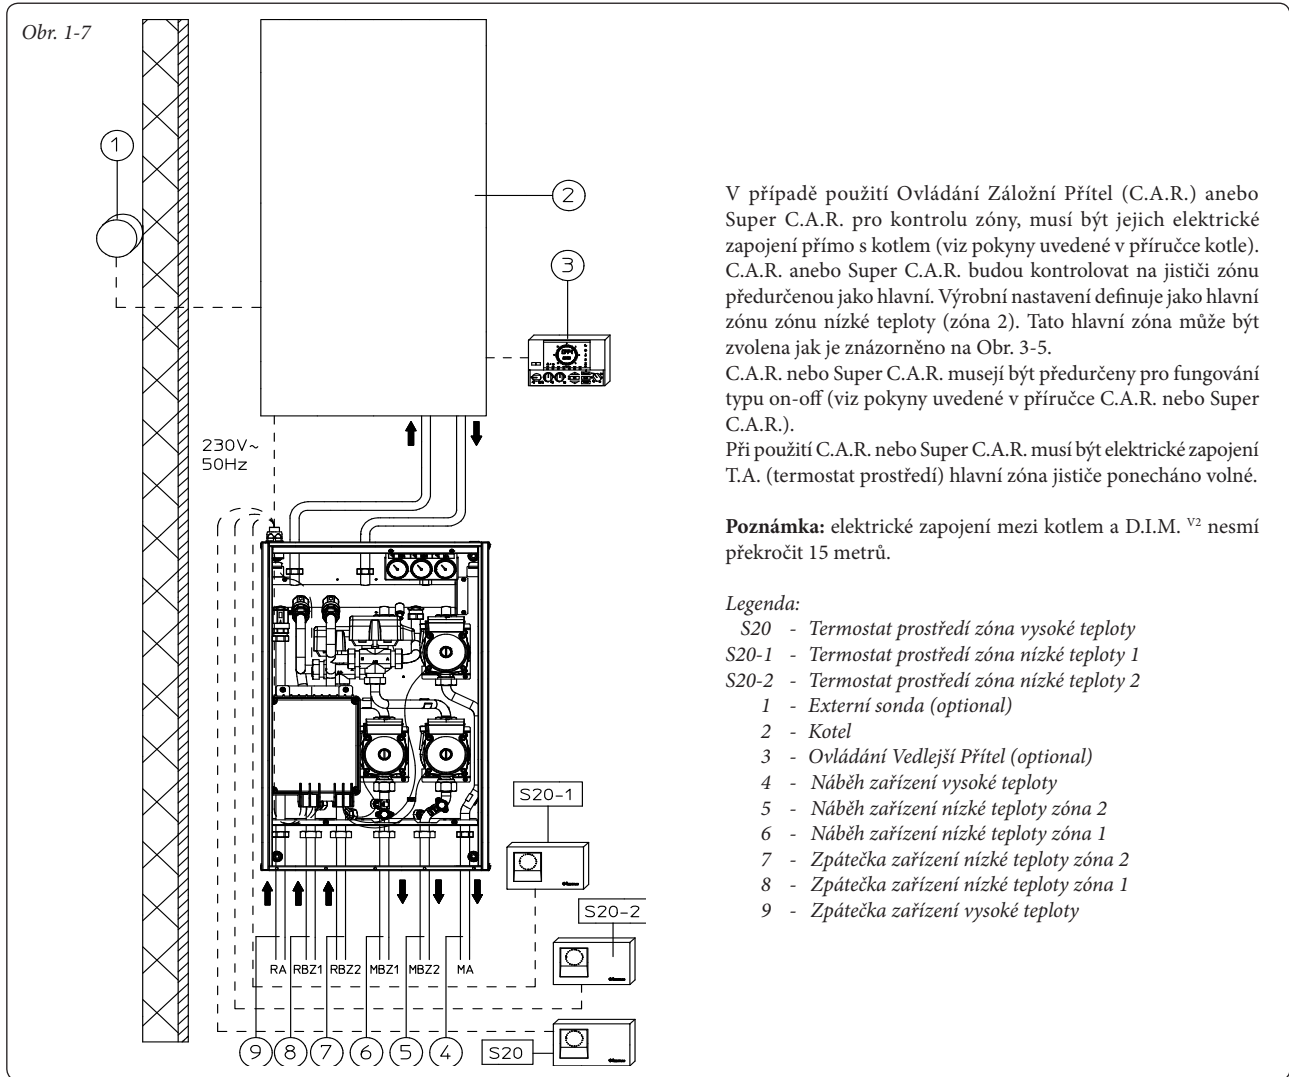 Obr. 1-7
1
2
3
230V~
50Hz
S20-1
S20-2
RA RBZ1 RBZ2 MBZ1 MBZ2 MA
9 8 7 6 5 4 S20
V případě použití Ovládání Záložní Přítel (C.A.R.) anebo
Super C.A.R. pro kontrolu zóny, musí být jejich elektrické
zapojení přímo s kotlem (viz pokyny uvedené v příručce kotle).
C.A.R. anebo Super C.A.R. budou kontrolovat na jističi zónu
předurčenou jako hlavní. Výrobní nastavení definuje jako hlavní
zónu zónu nízké teploty (zóna 2). Tato hlavní zóna může být
zvolena jak je znázorněno na Obr. 3-5.
C.A.R. nebo Super C.A.R. musejí být předurčeny pro fungování
typu on-off (viz pokyny uvedené v příručce C.A.R. nebo Super
C.A.R.).
Při použití C.A.R. nebo Super C.A.R. musí být elektrické zapojení
T.A. (termostat prostředí) hlavní zóna jističe ponecháno volné.
Poznámka: elektrické zapojení mezi kotlem a D.I.M. V2 nesmí
překročit 15 metrů.
Legenda:
S20 - Termostat prostředí zóna vysoké teploty
S20-1 - Termostat prostředí zóna nízké teploty 1
S20-2 - Termostat prostředí zóna nízké teploty 2
1 - Externí sonda (optional)
2 - Kotel
3 - Ovládání Vedlejší Přítel (optional)
4 - Náběh zařízení vysoké teploty
5 - Náběh zařízení nízké teploty zóna 2
6 - Náběh zařízení nízké teploty zóna 1
7 - Zpátečka zařízení nízké teploty zóna 2
8 - Zpátečka zařízení nízké teploty zóna 1
9 - Zpátečka zařízení vysoké teploty